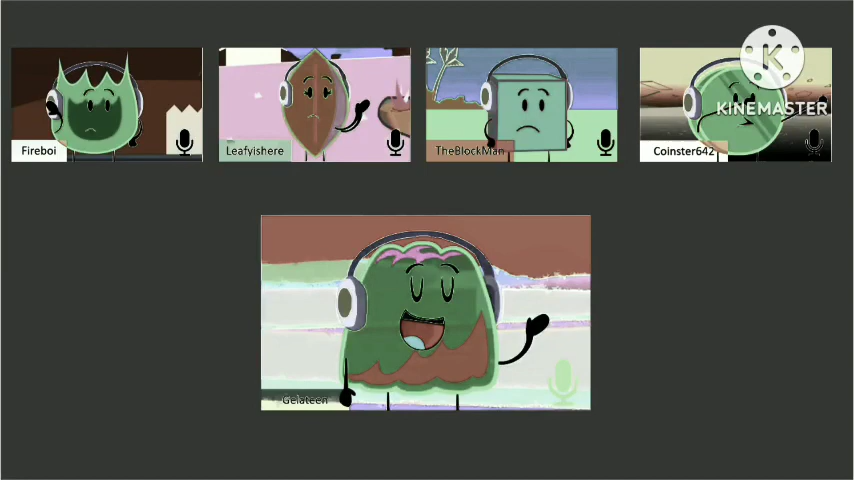 K
KINEMASTER
Fireboi
Leafyishere
TheBlockMan
Coinster642
Gelateen